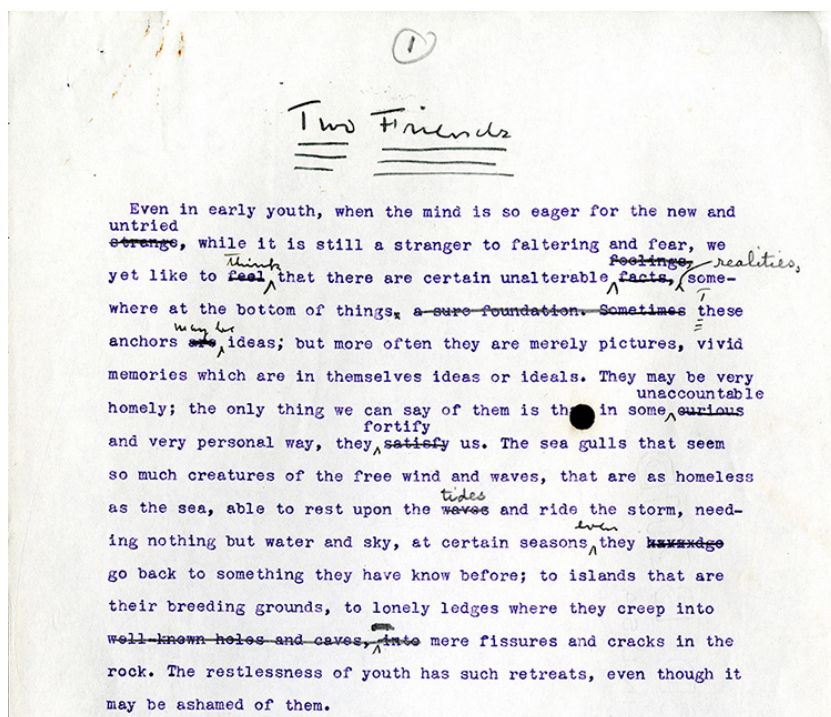 1
Two Friends
Even in early youth, when the mind is so eager for the new and
untried
strange, while it is still a stranger to faltering and fear, we
think feelings, realities,
yet like to feel that there are certain unalterable facts, some-
where at the bottom of things, a sure foundation. Sometimes these
may be
anchors are ideas; but more often they are merely pictures, vivid
memories which are in themselves ideas or ideals. They may be very
unaccountable
homely; the only thing we can say of them is th in some curious
fortify
and very personal way, they satisfy us. The sea gulls that seem
so much creatures of the free wind and waves, that are as homeless
tides
as the sea, able to rest upon the waves and ride the storm, need-
even
ing nothing but water and sky, at certain seasons they
go back to something they have know before; to islands that are
their breeding grounds, to lonely ledges where they creep into
well-known holes and caves, into mere fissures and cracks in the
rock. The restlessness of youth has such retreats, even though it
may be ashamed of them.